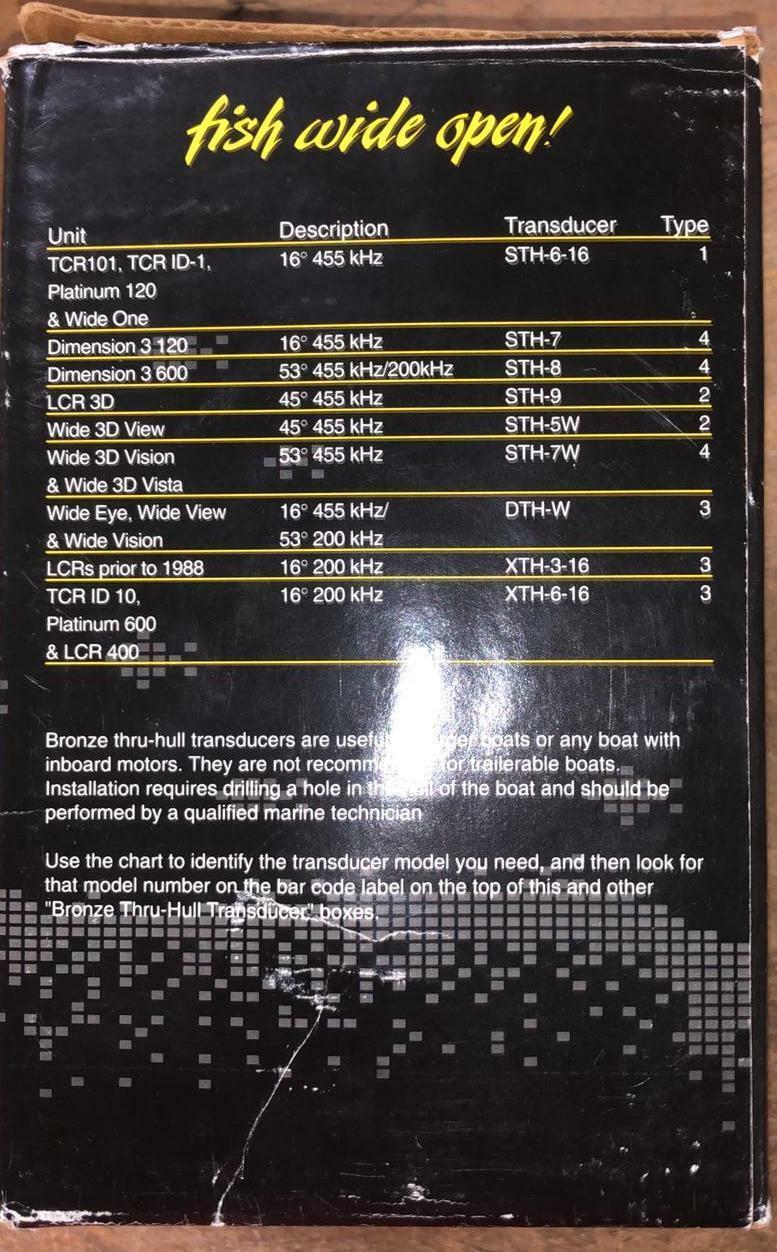 fish wide open!
Unit Description Transducer Type
TCR101, TCR ID-1, 16° 455 kHz STH-6-16 1
Platinum 120
& Wide One
Dimension 3 120 16° 455 kHz STH-7 4
Dimension 3 600 53° 455 kHz/200kHz STH-8 4
LCR 3D 45° 455 kHz STH-9 2
Wide 3D View 45° 455 kHz STH-5W 2
Wide 3D Vision 53° 455 kHz STH-7W 4
& Wide 3D Vista
Wide Eye, Wide View 16° 455 kHz/ DTH-W 3
& Wide Vision 53° 200 kHz
LCRs prior to 1988 16° 200 kHz XTH-3-16 3
TCR ID 10, 16° 200 kHz XTH-6-16 3
Platinum 600
& LCR 400
Bronze thru-hull transducers are boats or any boat with
inboard motors. They are not for trailerable boats.
Installation requires drilling a hole in of the boat and should be
performed by a qualified marine technician
Use the chart to identify the transducer model you need, and then look for
that model number on the bar code label on the top of this and other
"Bronze Thru-Hull Transducer" boxes.